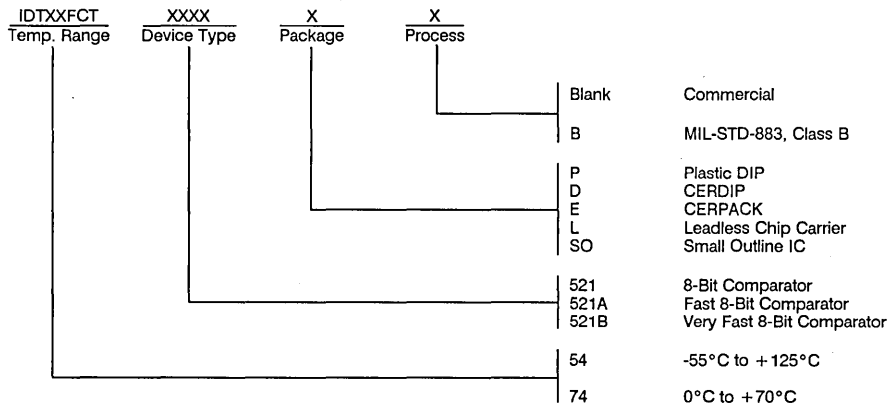 IDTXXFCT XXXX X X
Temp. Range Device Type Package Process
Blank Commercial
B MIL-STD-883, Class B
P Plastic DIP
D CERDIP
E CERPACK
L Leadless Chip Carrier
SO Small Outline IC
521 8-Bit Comparator
521A Fast 8-Bit Comparator
521B Very Fast 8-Bit Comparator
54 -55°C to +125°C
74 0°C to +70°C